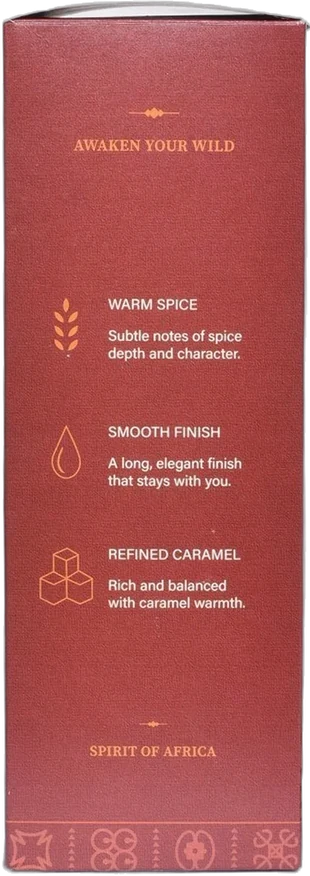 AWAKEN YOUR WILD
WARM SPICE
Subtle notes of spice
depth and character.
SMOOTH FINISH
A long, elegant finish
that stays with you.
REFINED CARAMEL
Rich and balanced
with caramel warmth.
SPIRIT OF AFRICA